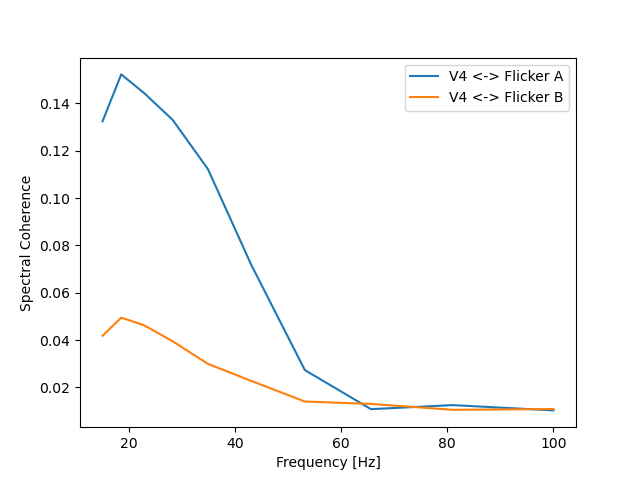 V4 <-> Flicker A
V4 <-> Flicker B
0.14
0.12
0.10
0.08
0.06
0.04
0.02
Spectral Coherence
20 40 60 80 100
Frequency [Hz]